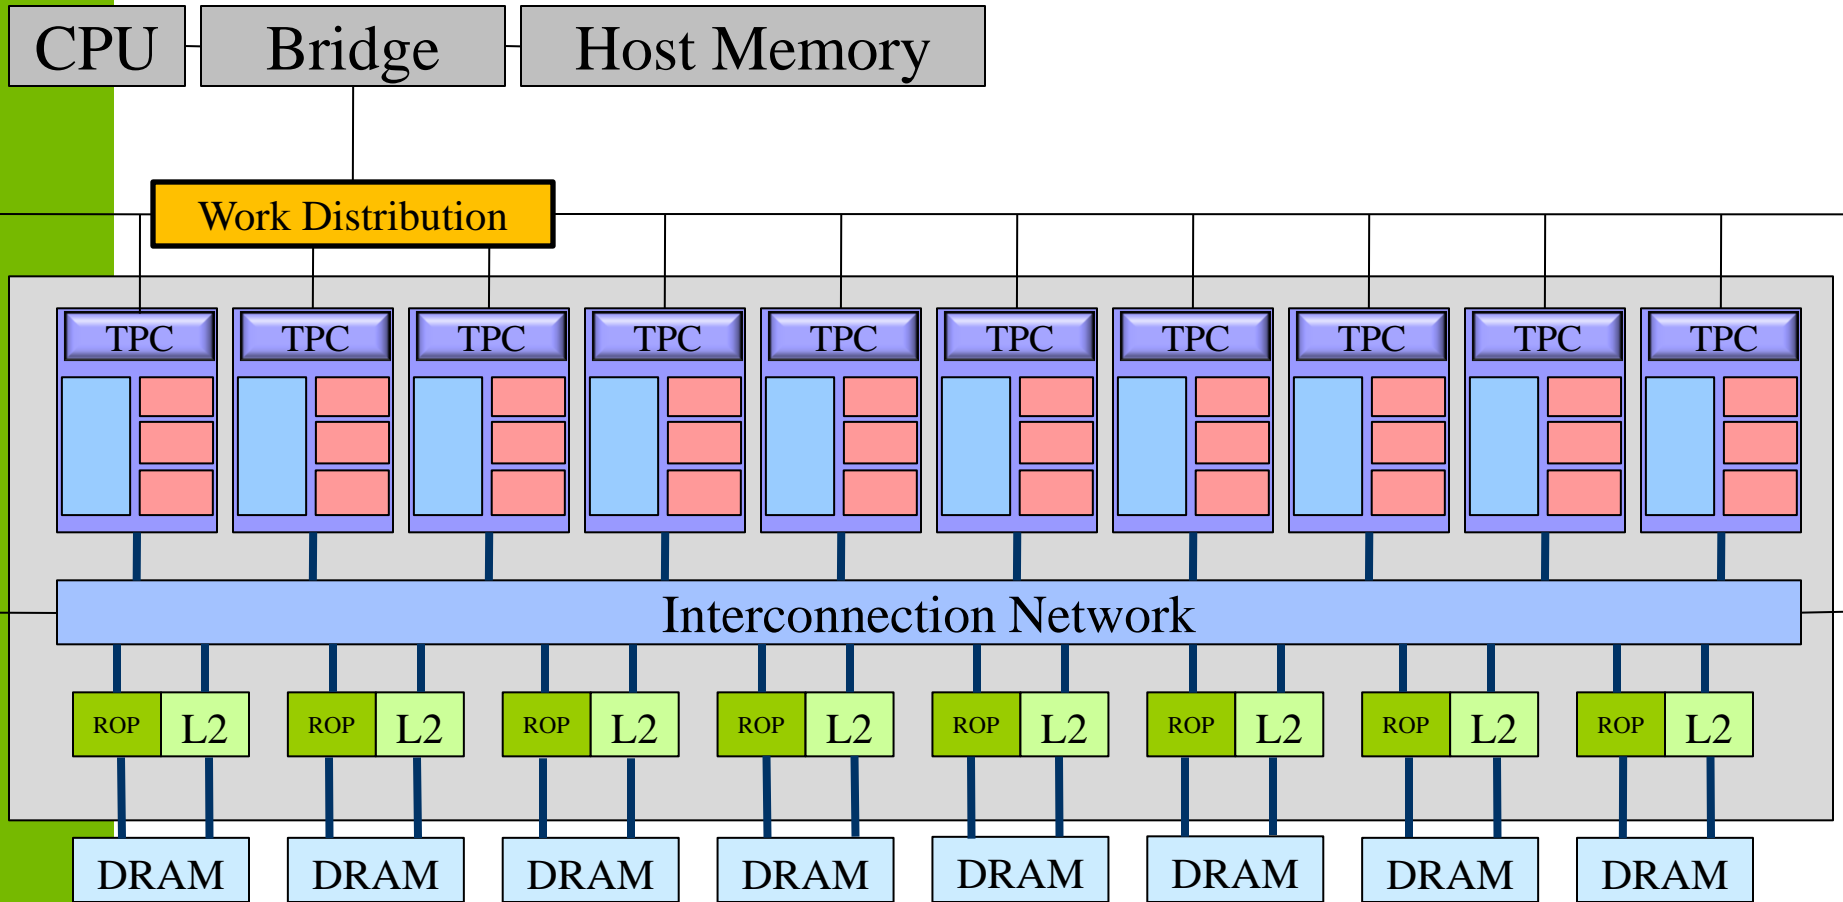 CPU Bridge Host Memory
Work Distribution
TPC TPC TPC TPC TPC TPC TPC TPC TPC TPC
Interconnection Network
ROP L2 ROP L2 ROP L2 ROP L2 ROP L2 ROP L2 ROP L2 ROP L2
DRAM DRAM DRAM DRAM DRAM DRAM DRAM DRAM